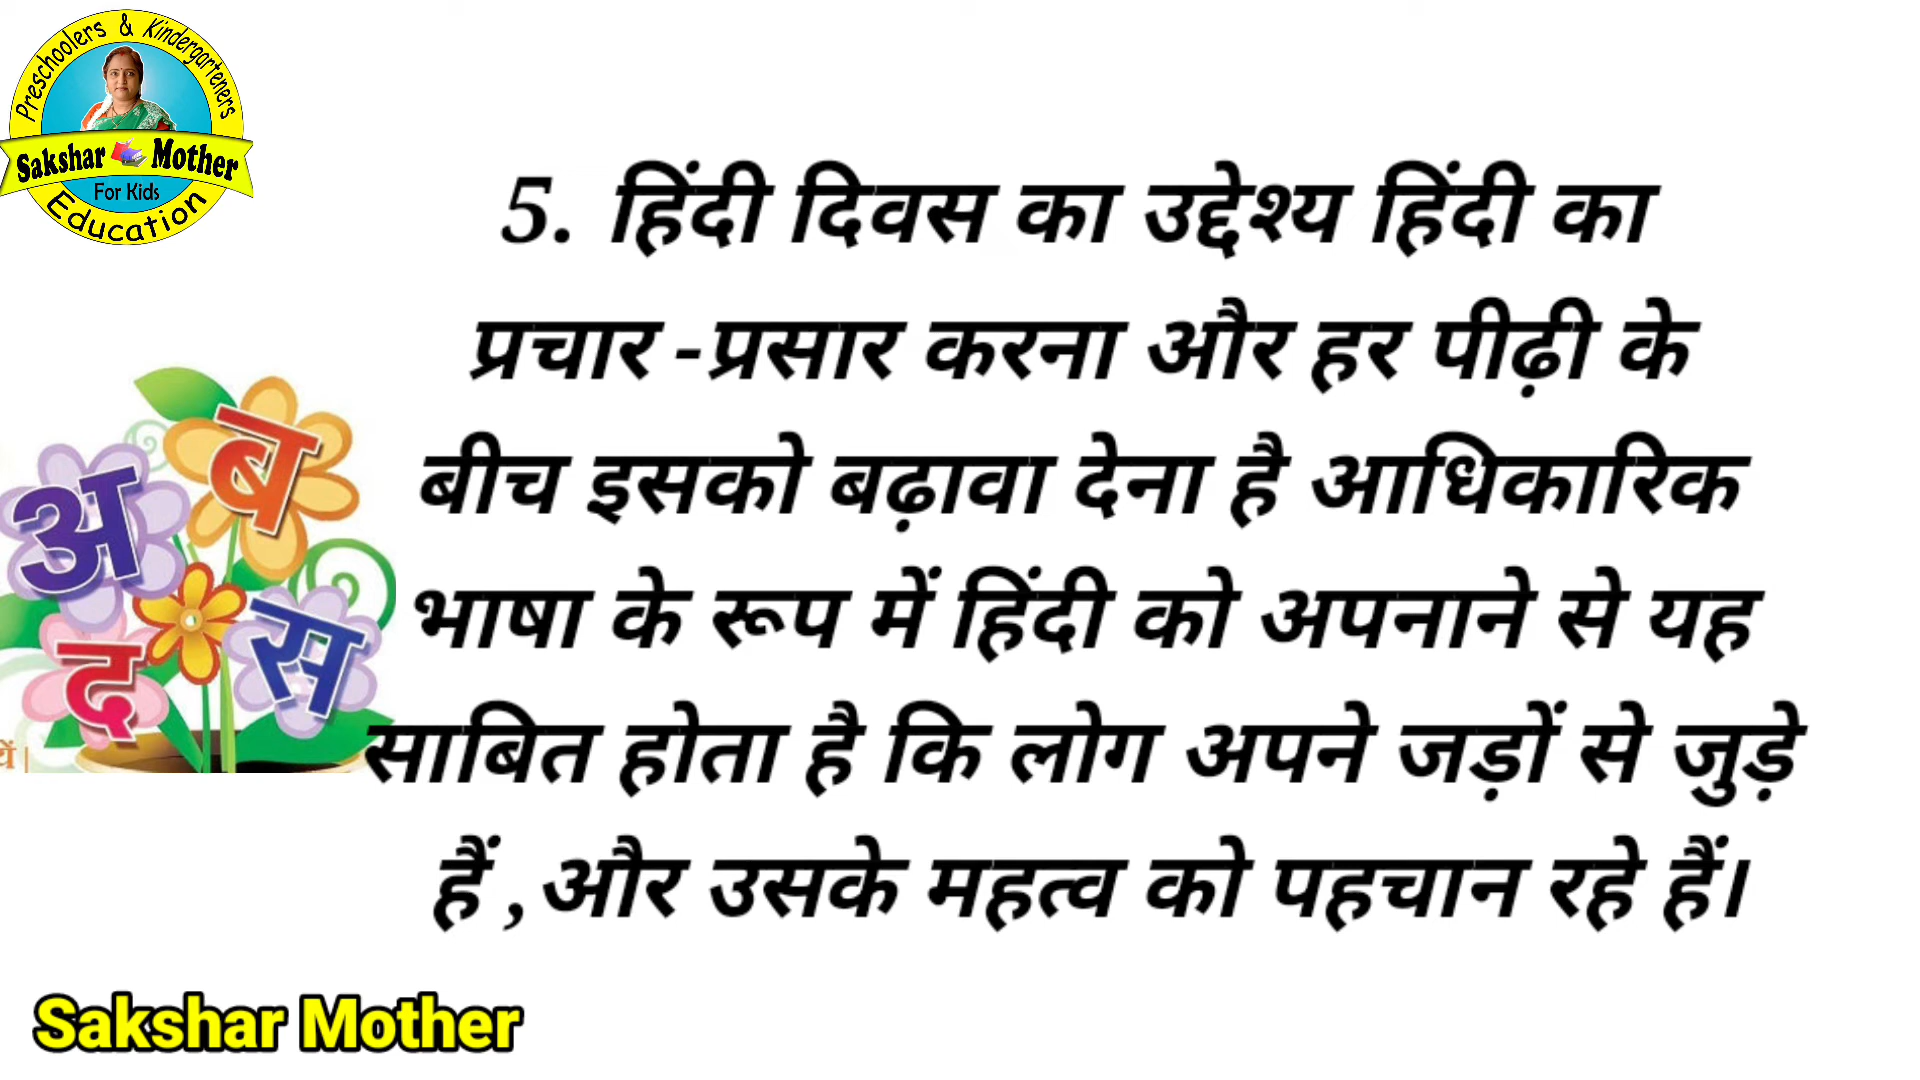 Preschoolers & Kindergarteners
Sakshar Mother
For Kids
Education
5. हिंदी दिवस का उद्देश्य हिंदी का
प्रचार -प्रसार करना और हर पीढ़ी के
बीच इसको बढ़ावा देना है आधिकारिक
भाषा के रूप में हिंदी को अपनाने से यह
साबित होता है कि लोग अपने जड़ों से जुड़े
हैं ,और उसके महत्व को पहचान रहे हैं।
ब
अ
स
द
Sakshar Mother